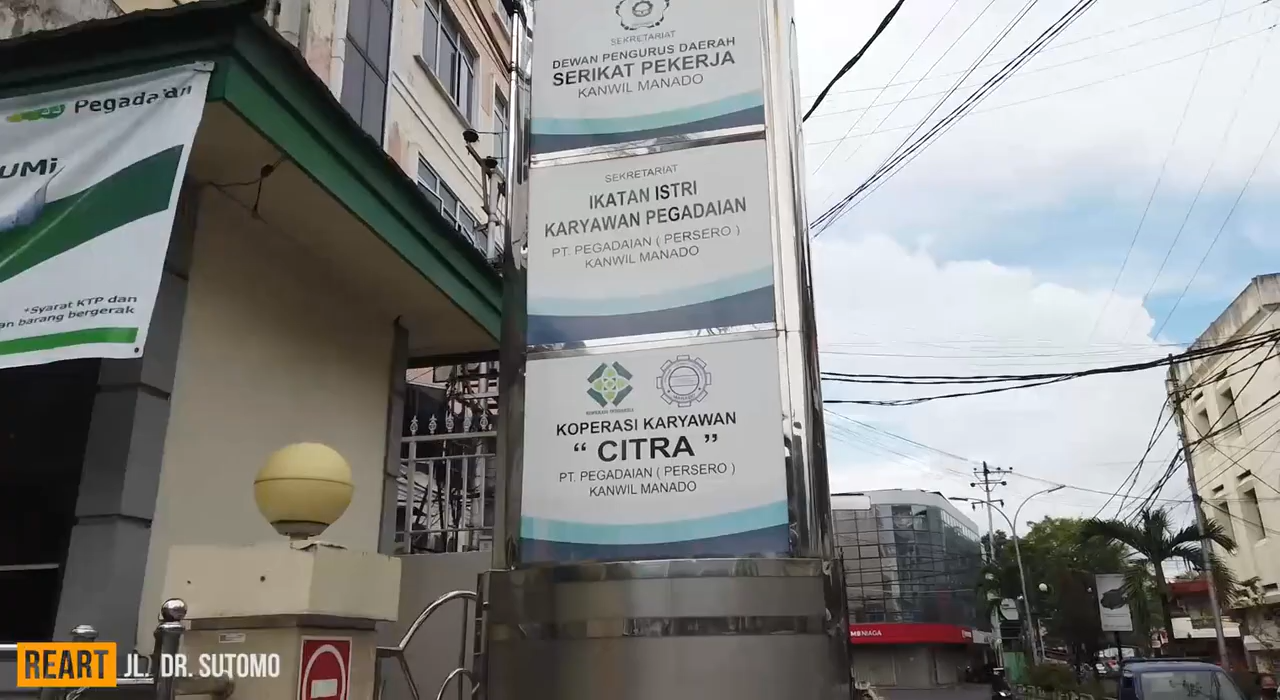 Pegadaian
UMi
*Syarat KTP dan
an barang bergerak
SEKRETARIAT
DEWAN PENGURUS DAERAH
SERIKAT PEKERJA
KANWIL MANADO
SEKRETARIAT
IKATAN ISTRI
KARYAWAN PEGADAIAN
PT. PEGADAIAN ( PERSERO )
KANWIL MANADO
KOPERASI KARYAWAN
“ CITRA ”
PT. PEGADAIAN ( PERSERO )
KANWIL MANADO
MB NIAGA
REART JL. DR. SUTOMO